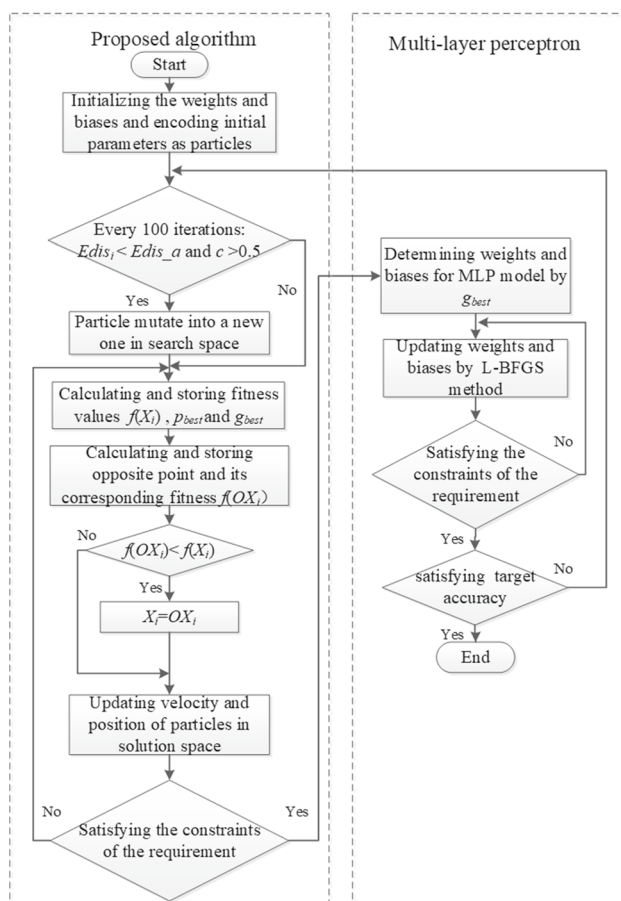 Proposed algorithm
Start
Initializing the weights and
biases and encoding initial
parameters as particles
Every 100 iterations:
Edisᵢ< Edis_a and c >0.5
Yes
No
Particle mutate into a new
one in search space
Calculating and storing fitness
values f(Xᵢ) , pbest and gbest
Calculating and storing
opposite point and its
corresponding fitness f(OXᵢ)
No
f(OXᵢ)< f(Xᵢ)
Yes
Xᵢ=OXᵢ
Updating velocity and
position of particles in
solution space
No
Yes
Satisfying the constraints
of the requirement
Multi-layer perceptron
Determining weights and
biases for MLP model by
gbest
Updating weights and
biases by L-BFGS
method
No
Satisfying the
constraints of the
requirement
Yes
No
satisfying target
accuracy
Yes
End